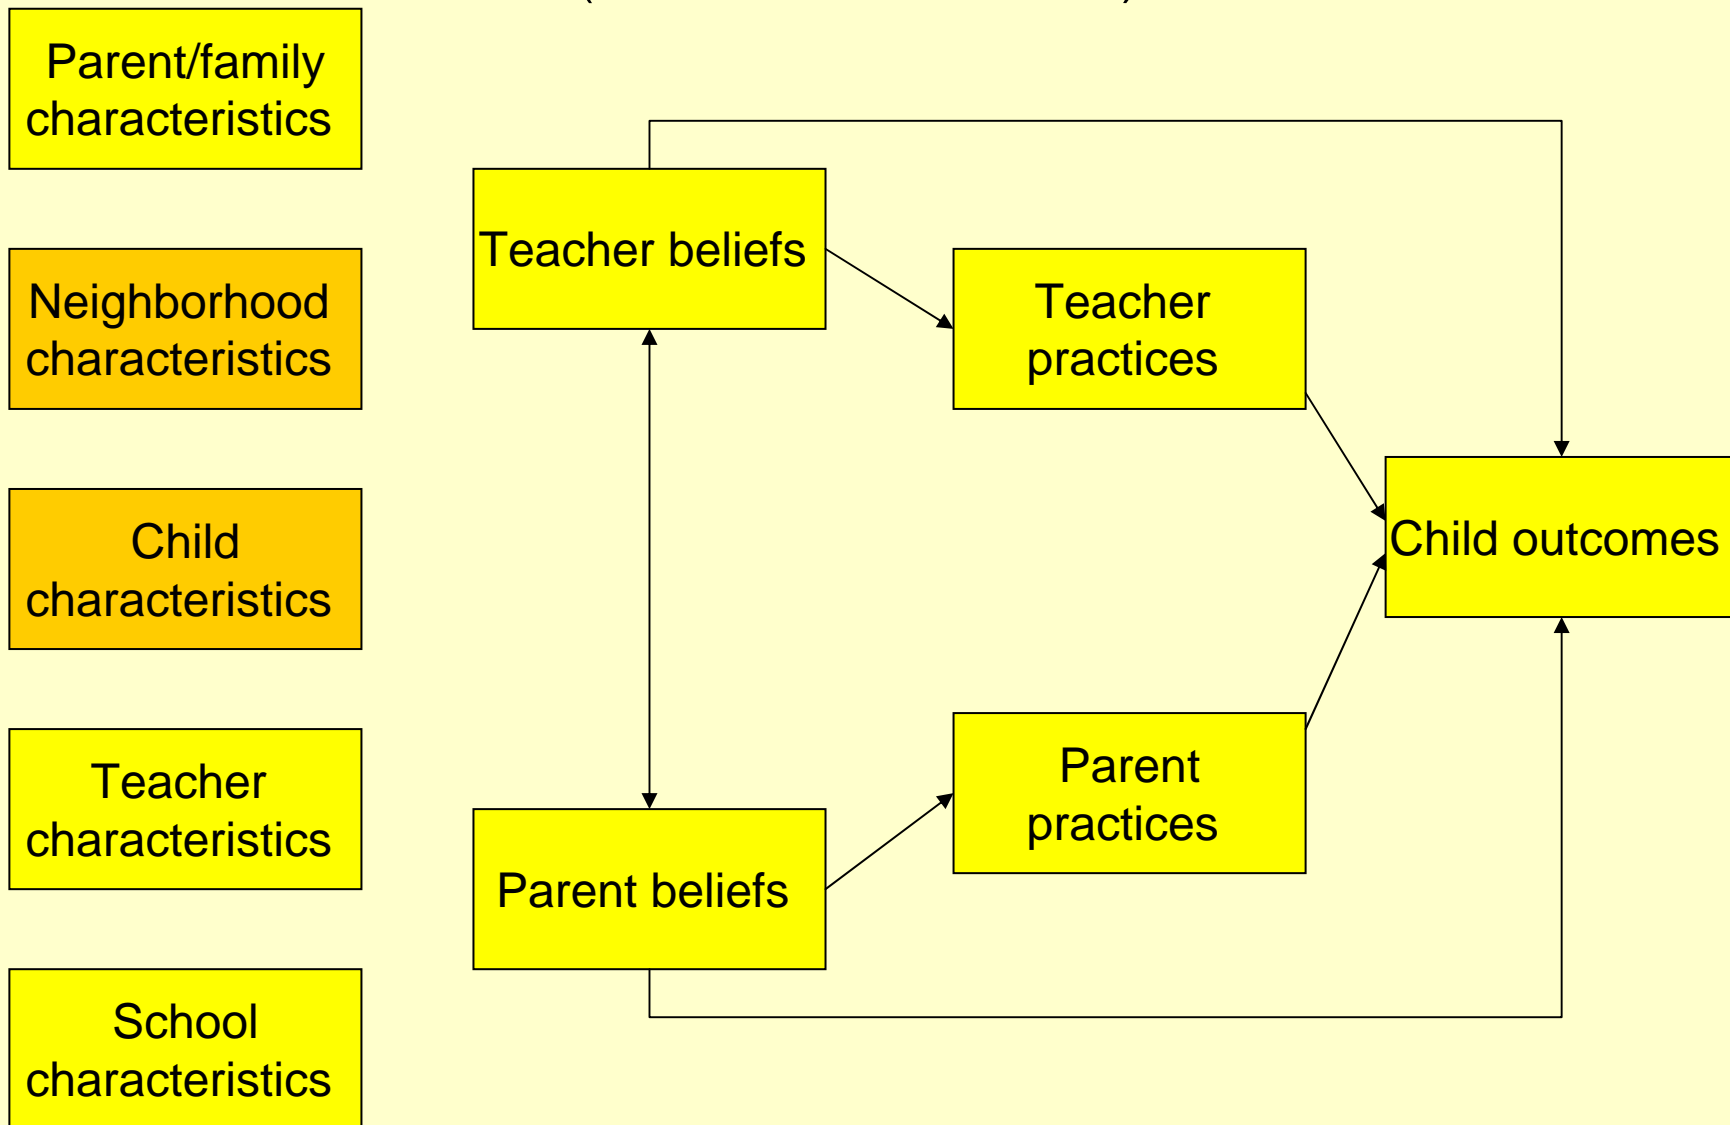 Parent/family
characteristics
Neighborhood
characteristics
Child
characteristics
Teacher
characteristics
School
characteristics
Teacher beliefs
Teacher
practices
Parent beliefs
Parent
practices
Child outcomes